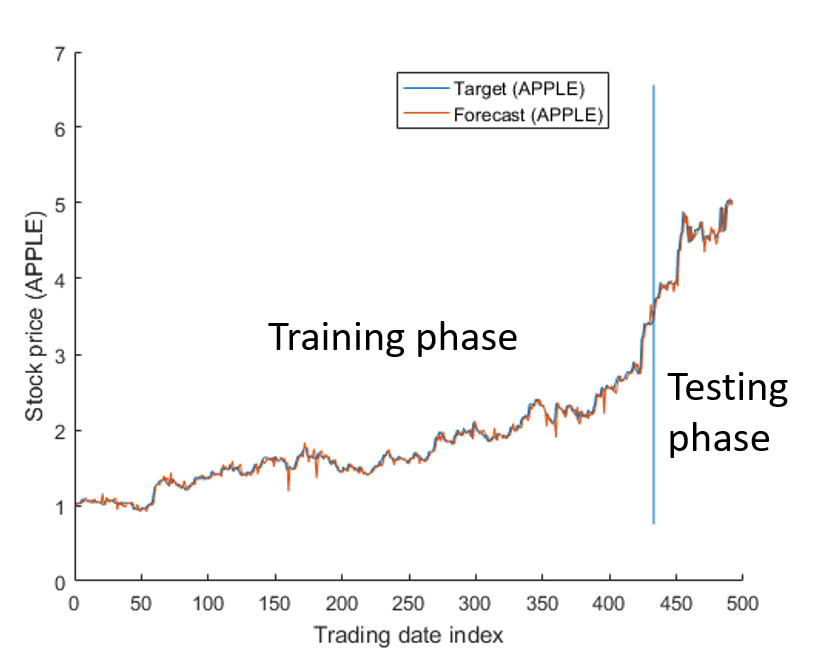 7
6
5
4
3
2
1
0
Stock price (APPLE)
Target (APPLE)
Forecast (APPLE)
Training phase
Testing
phase
0 50 100 150 200 250 300 350 400 450 500
Trading date index